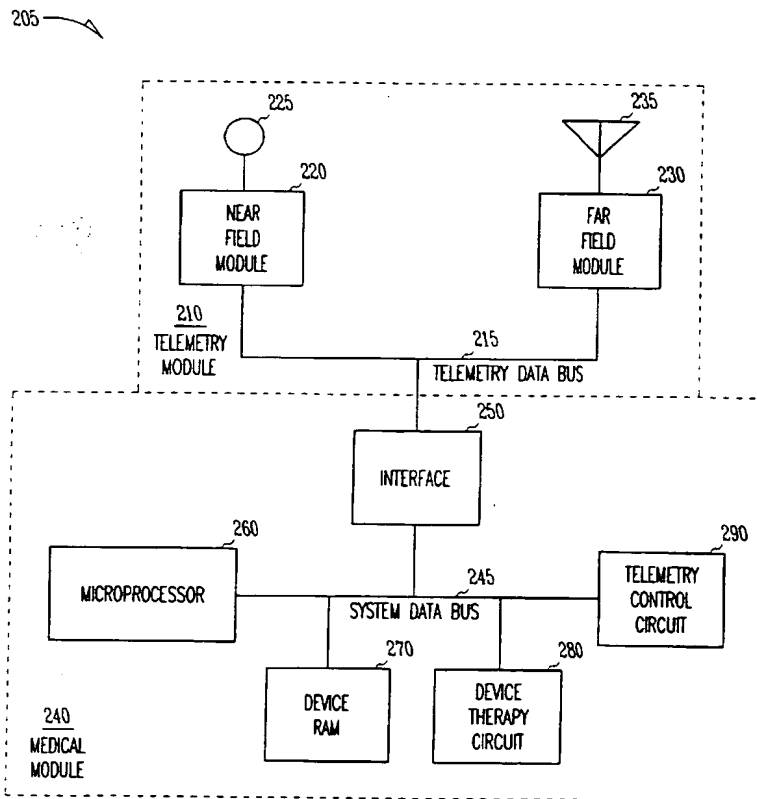 205
225
235
220
230
NEAR
FIELD
MODULE
FAR
FIELD
MODULE
210
TELEMETRY
MODULE
215
TELEMETRY DATA BUS
250
INTERFACE
260
MICROPROCESSOR
245
SYSTEM DATA BUS
290
TELEMETRY
CONTROL
CIRCUIT
270
DEVICE
RAM
280
DEVICE
THERAPY
CIRCUIT
240
MEDICAL
MODULE